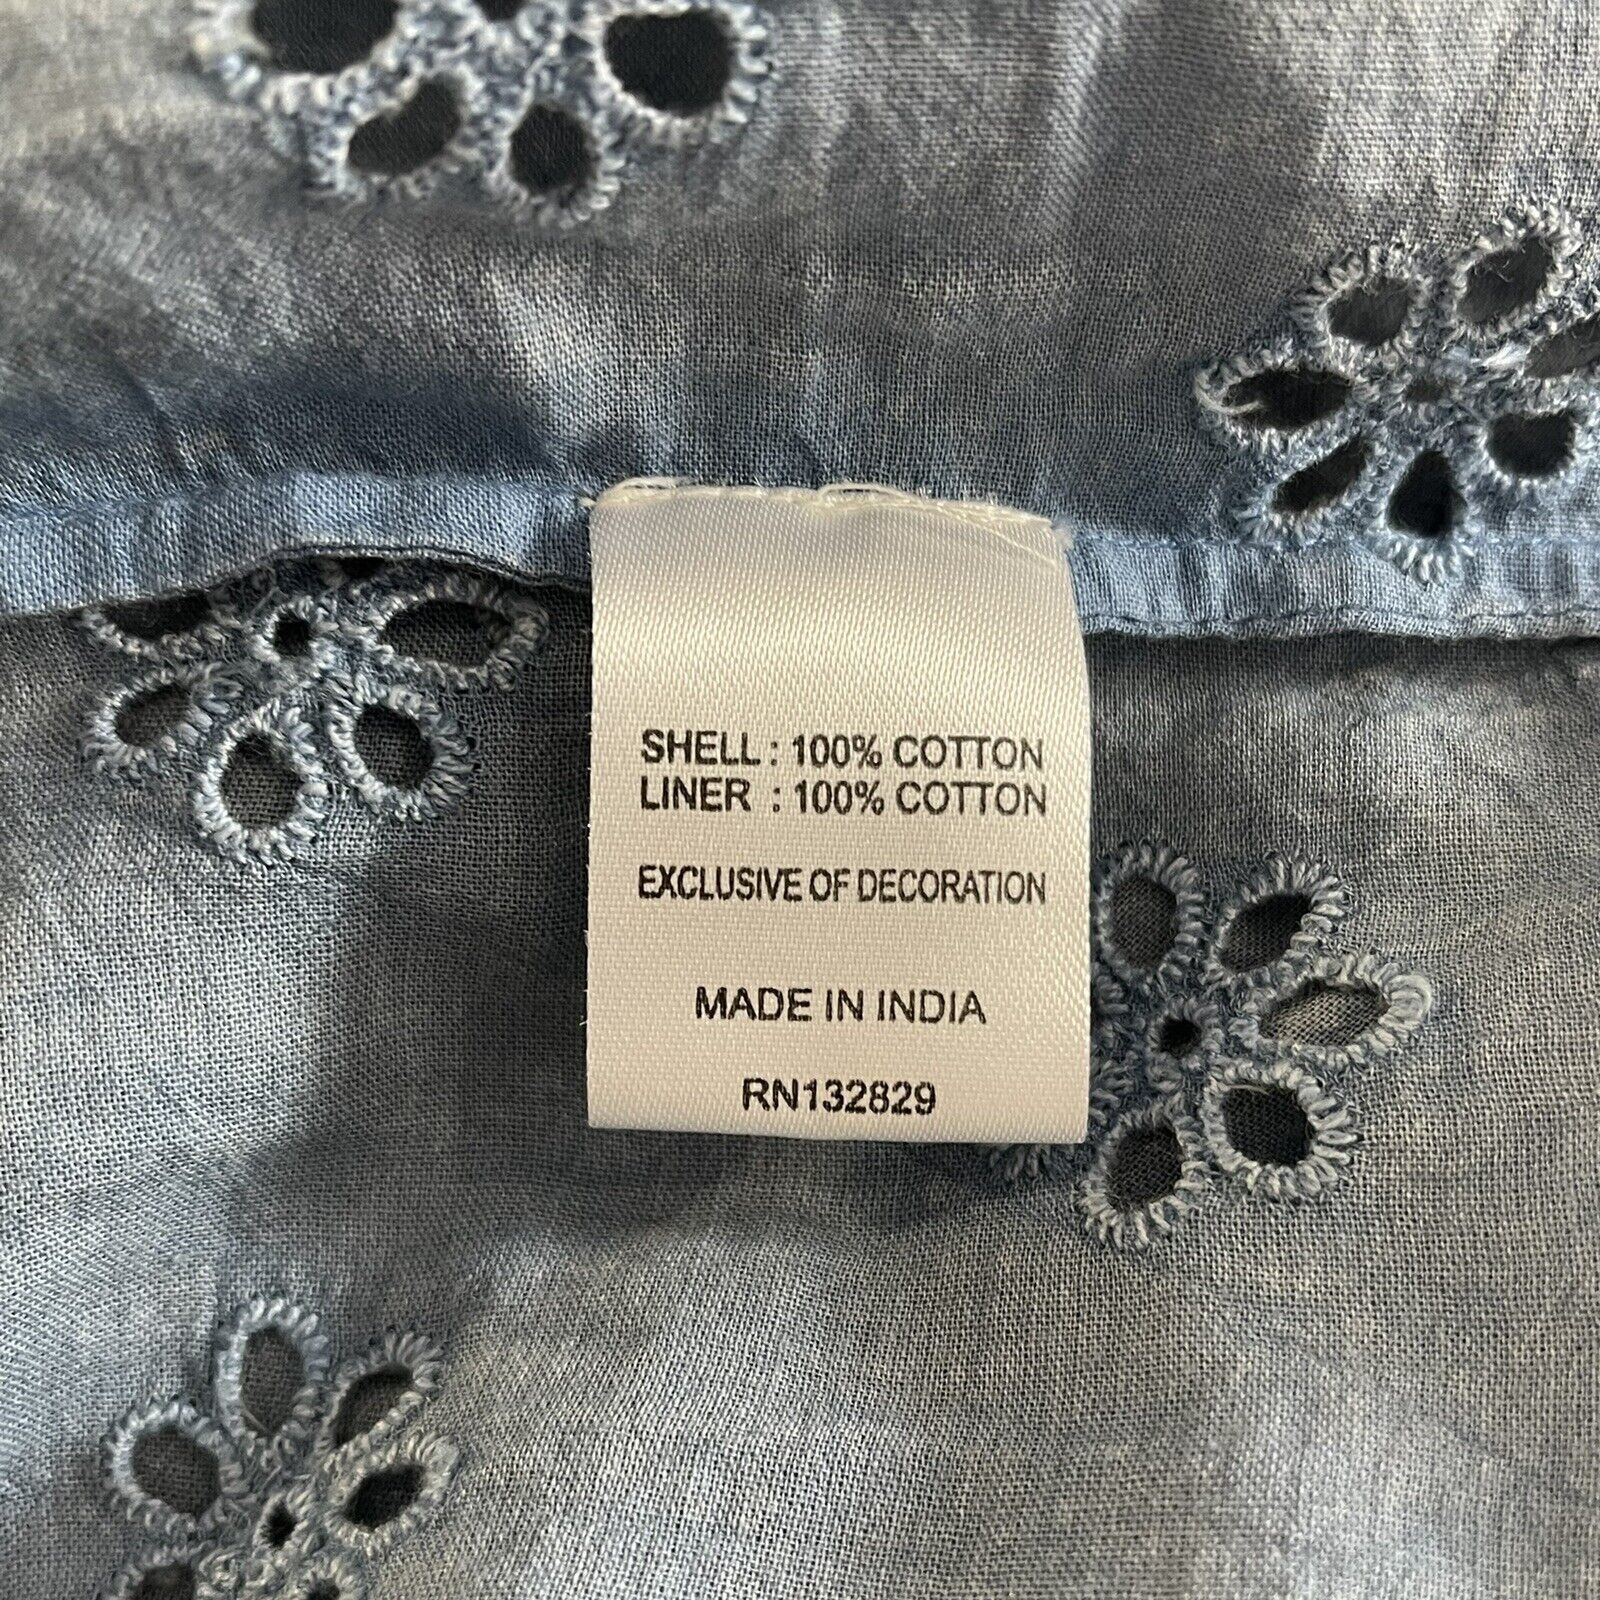 SHELL : 100% COTTON
LINER : 100% COTTON
EXCLUSIVE OF DECORATION
MADE IN INDIA
RN132829